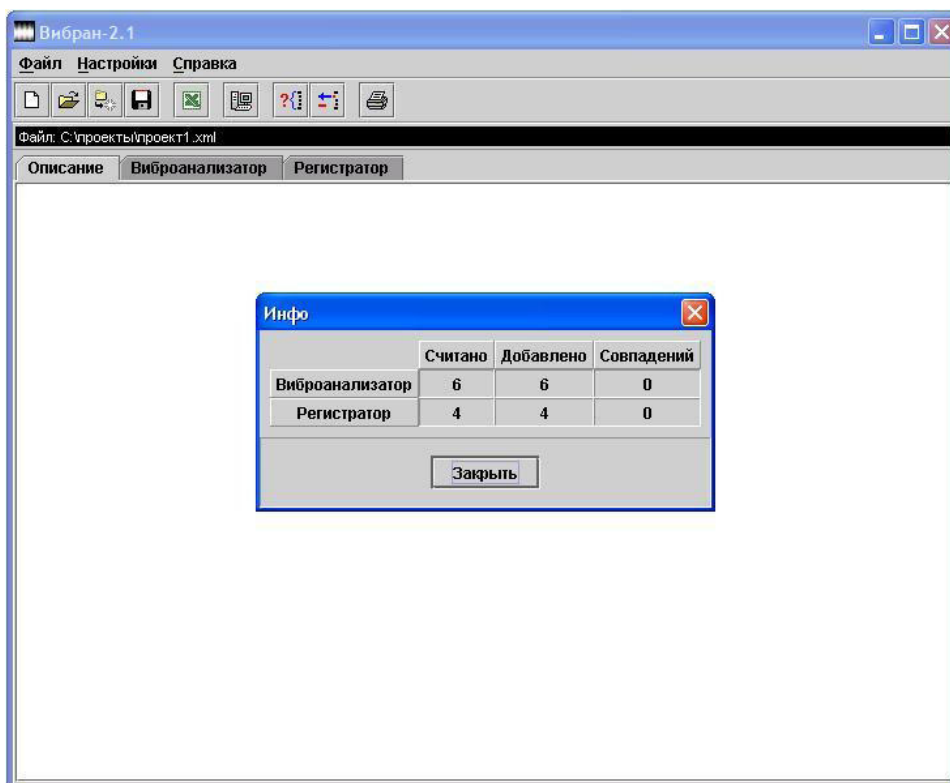 Вибран-2.1
Файл Настройки Справка
Файл: C:\проекты\проект1.xml
Описание Виброанализатор Регистратор
Инфо
Считано Добавлено Совпадений
Виброанализатор 6 6 0
Регистратор 4 4 0
Закрыть